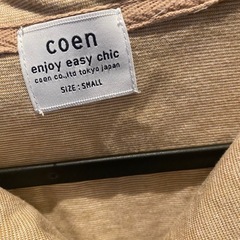 coen
enjoy easy chic
coen co.,ltd tokyo japan
SIZE : SMALL